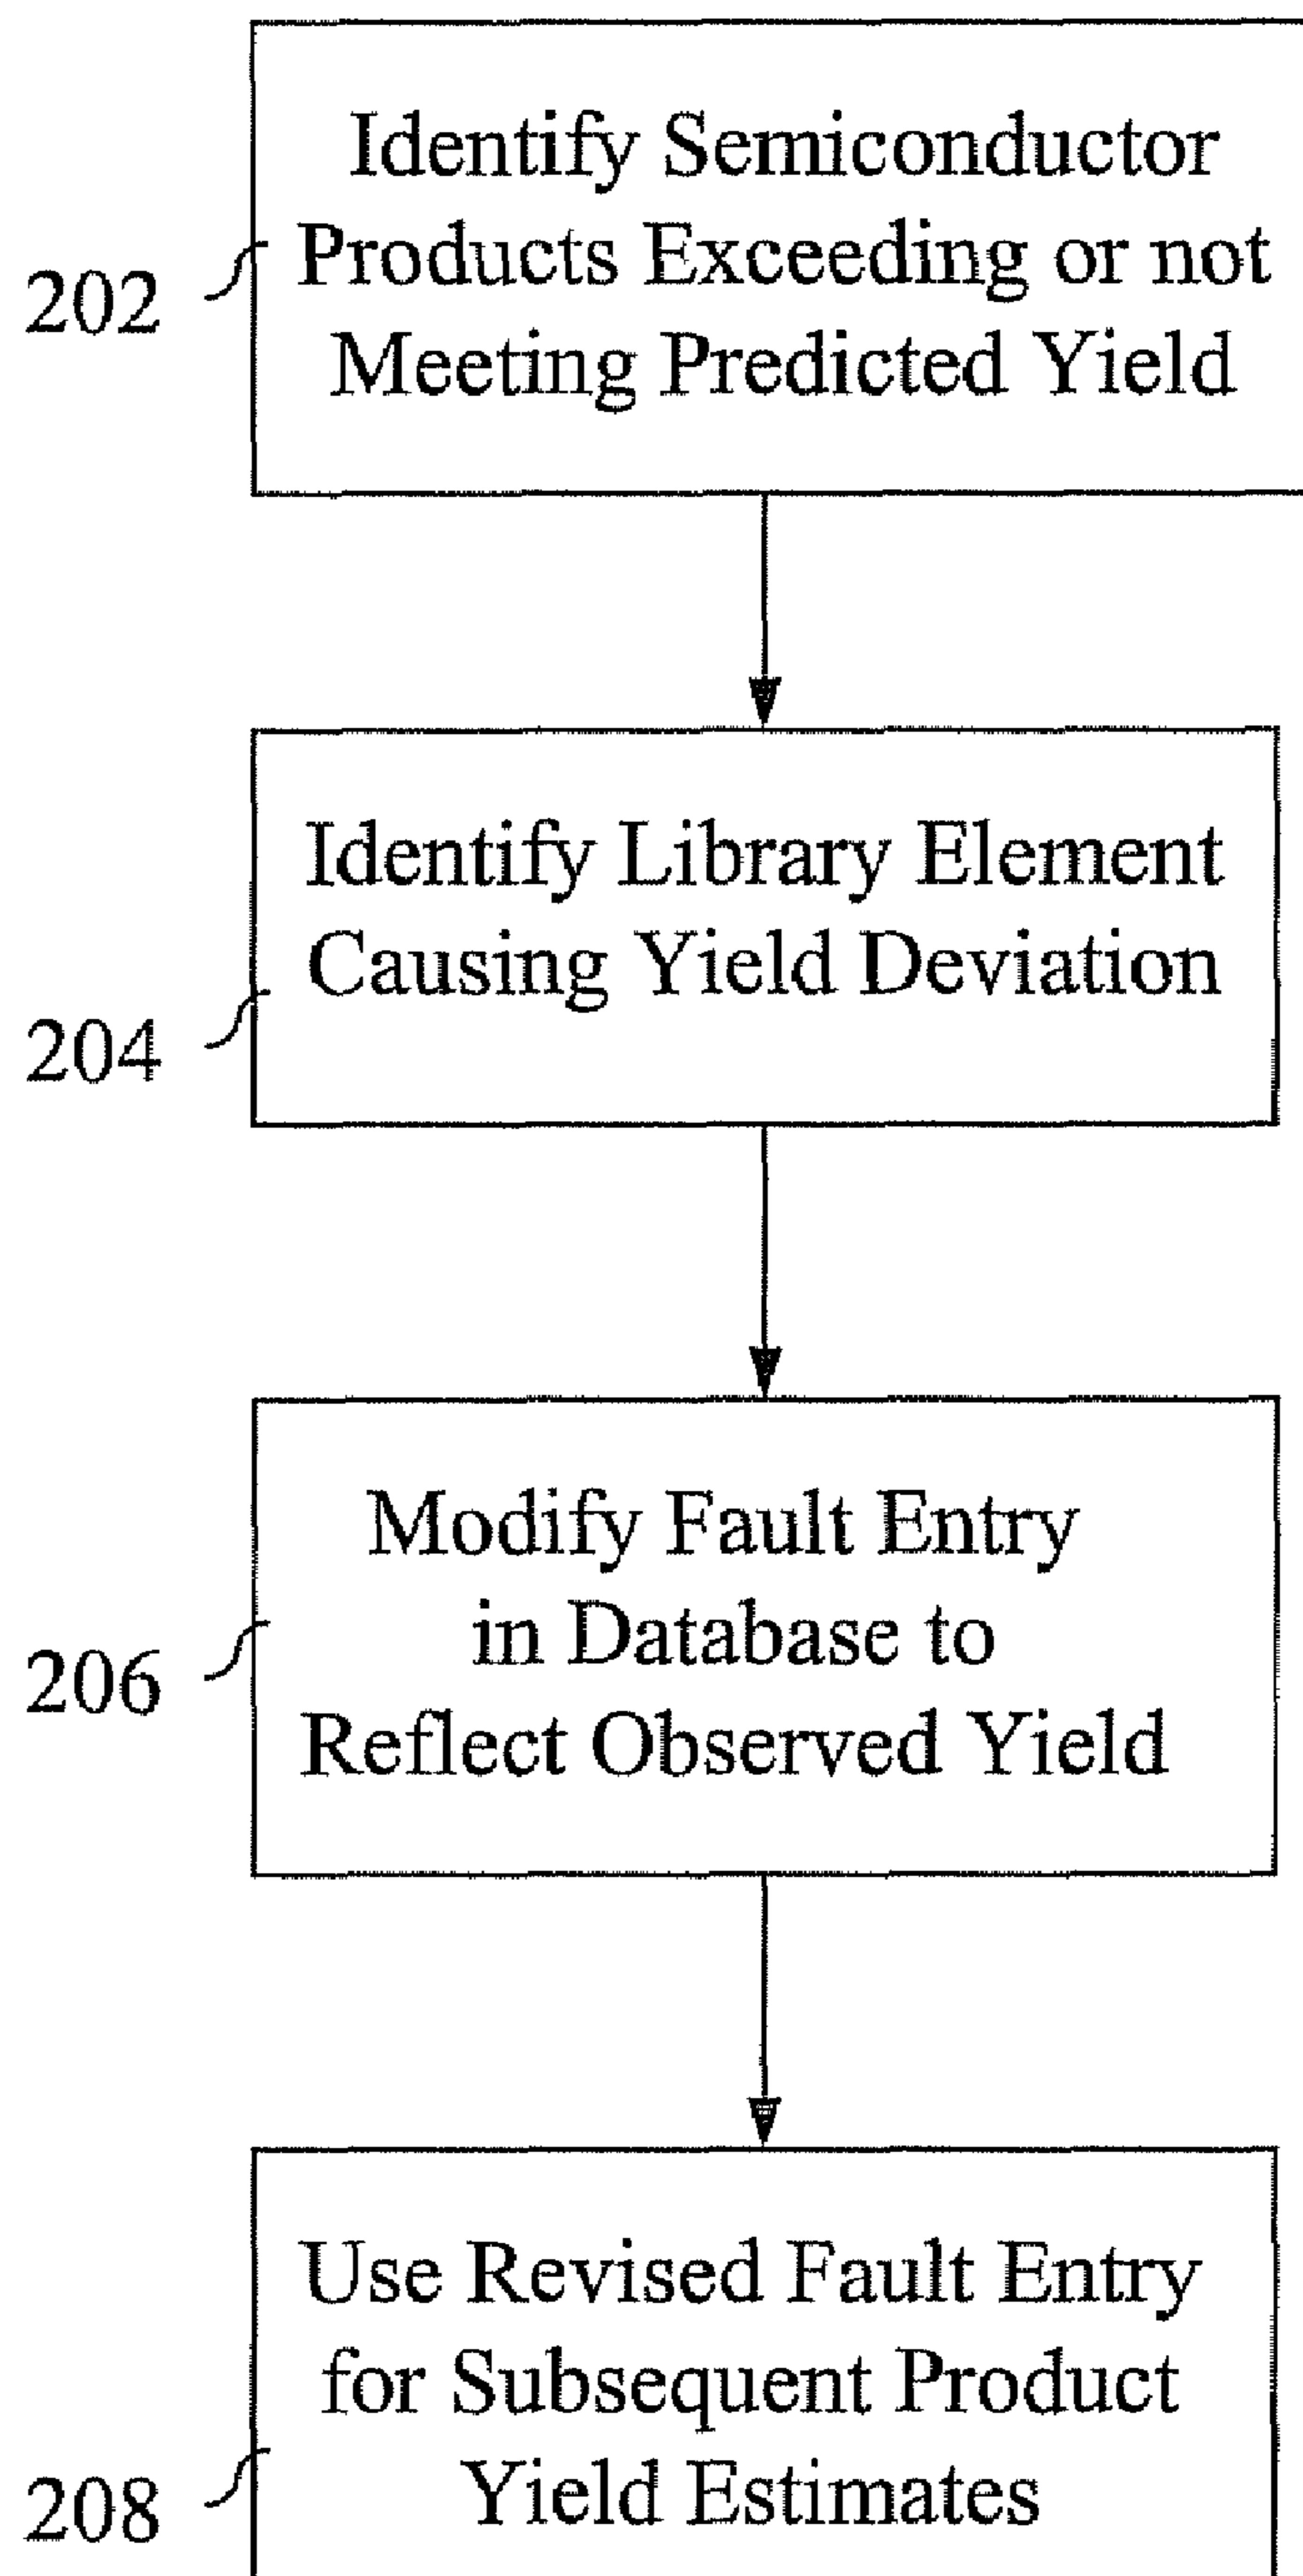 Identify Semiconductor
Products Exceeding or not
Meeting Predicted Yield
202
Identify Library Element
Causing Yield Deviation
204
Modify Fault Entry
in Database to
Reflect Observed Yield
206
Use Revised Fault Entry
for Subsequent Product
Yield Estimates
208